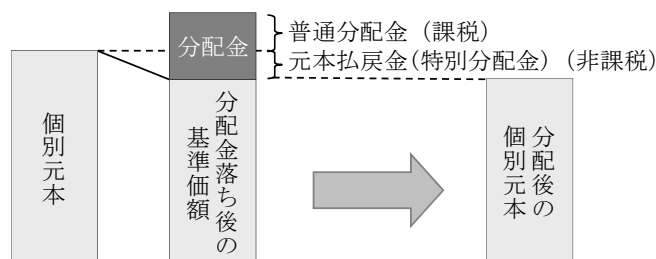 分配金
普通分配金（課税）
元本払戻金(特別分配金)（非課税）
個別元本
分配金落ち後の
基準価額
分配後の
個別元本